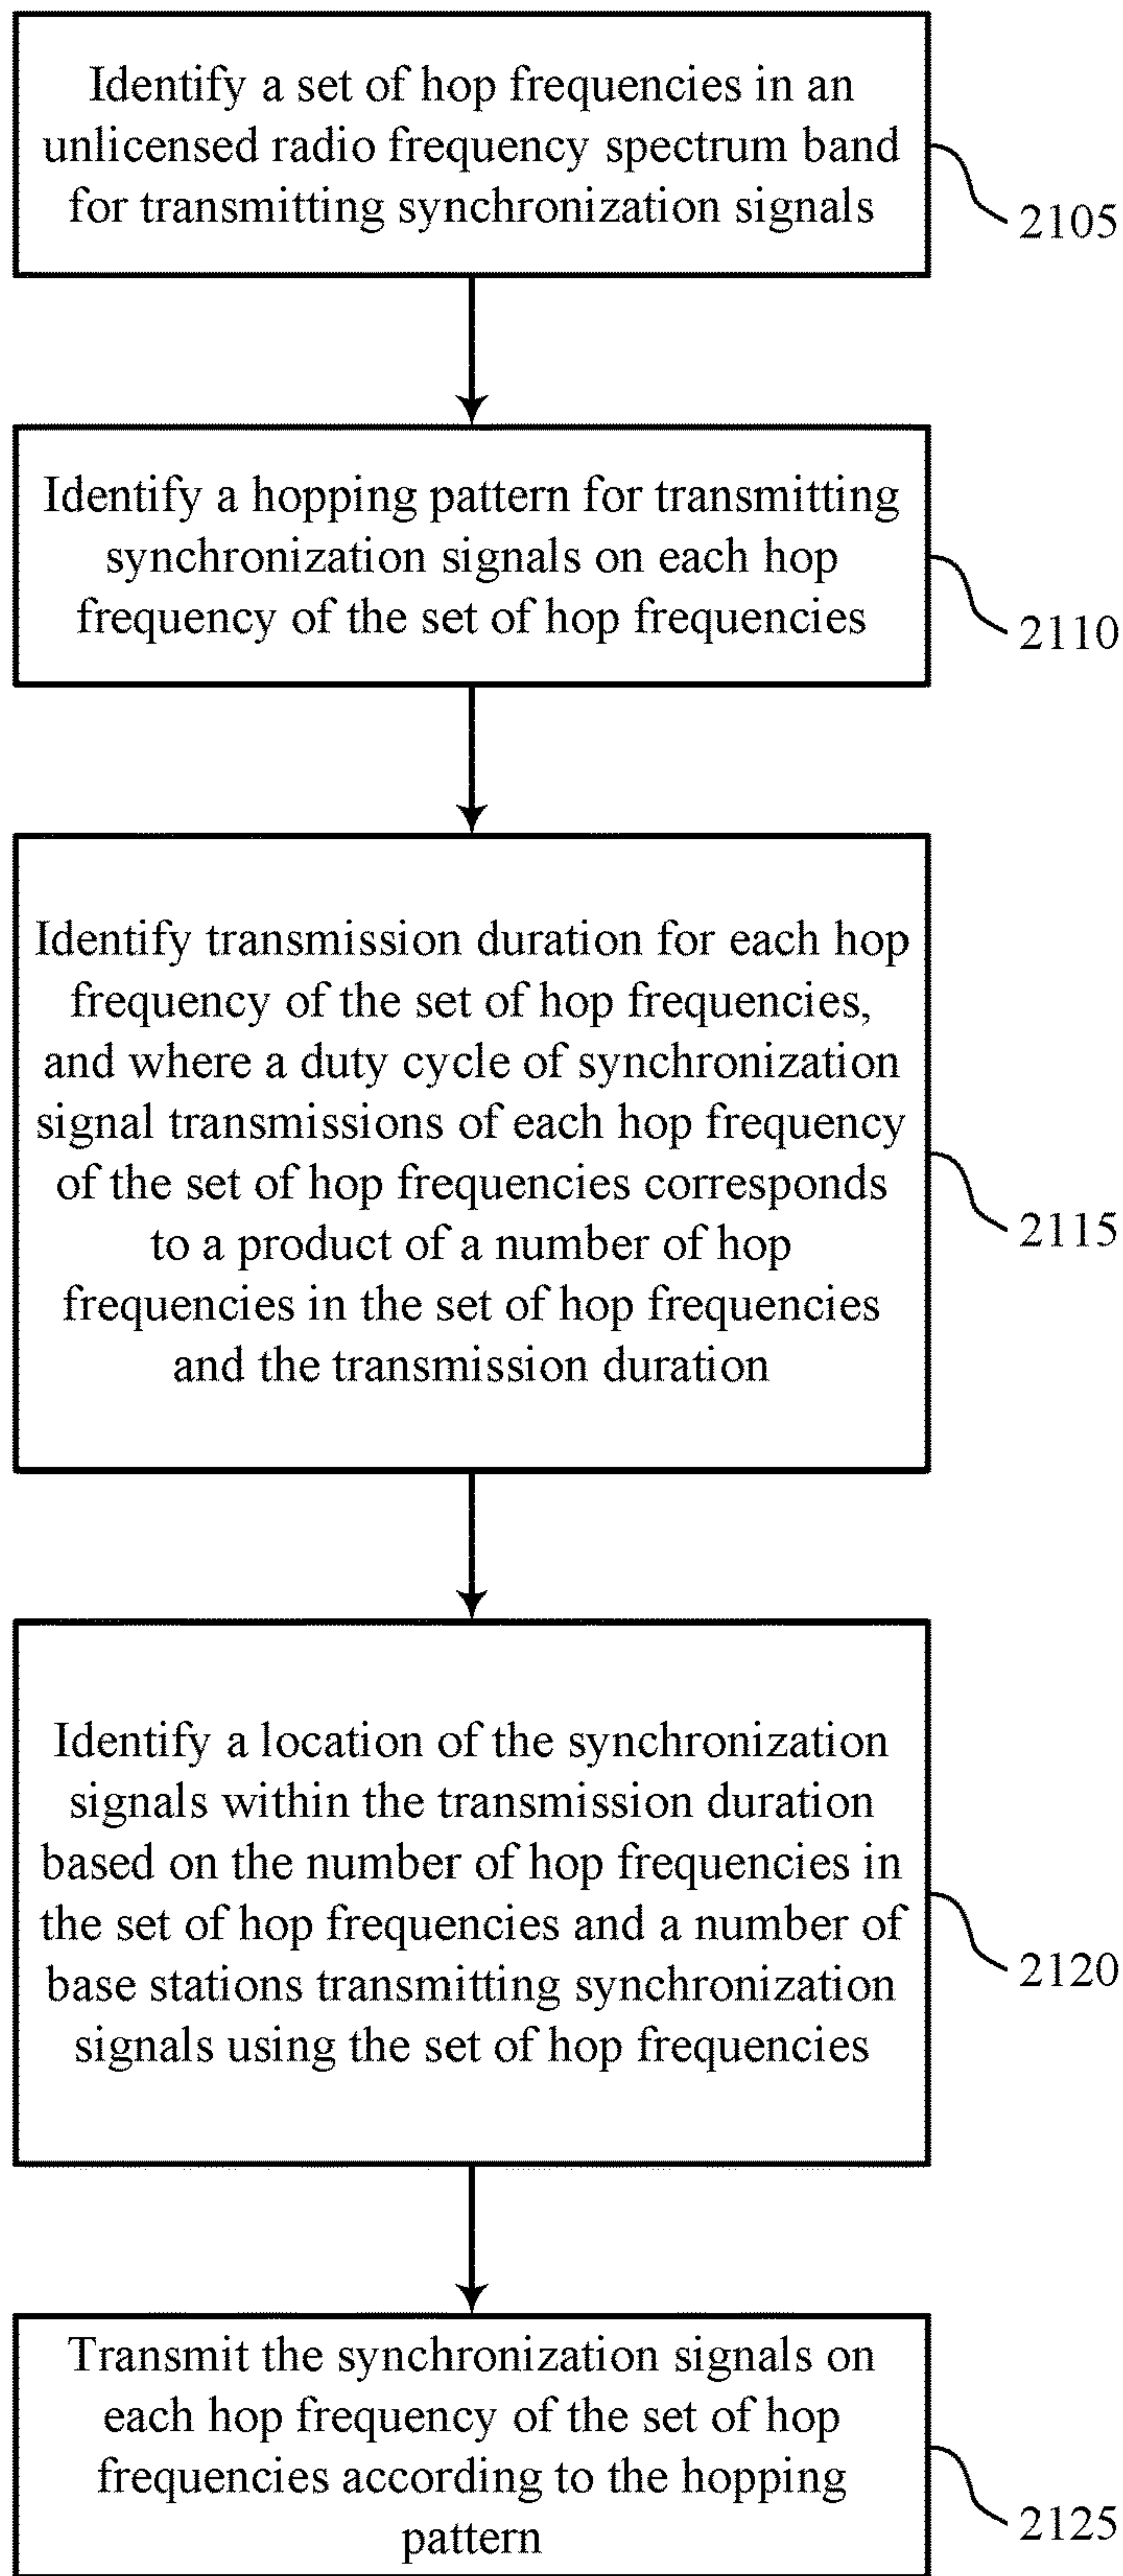 Identify a set of hop frequencies in an
unlicensed radio frequency spectrum band
for transmitting synchronization signals
2105
Identify a hopping pattern for transmitting
synchronization signals on each hop
frequency of the set of hop frequencies
2110
Identify transmission duration for each hop
frequency of the set of hop frequencies,
and where a duty cycle of synchronization
signal transmissions of each hop frequency
of the set of hop frequencies corresponds
to a product of a number of hop
frequencies in the set of hop frequencies
and the transmission duration
2115
Identify a location of the synchronization
signals within the transmission duration
based on the number of hop frequencies in
the set of hop frequencies and a number of
base stations transmitting synchronization
signals using the set of hop frequencies
2120
Transmit the synchronization signals on
each hop frequency of the set of hop
frequencies according to the hopping
pattern
2125